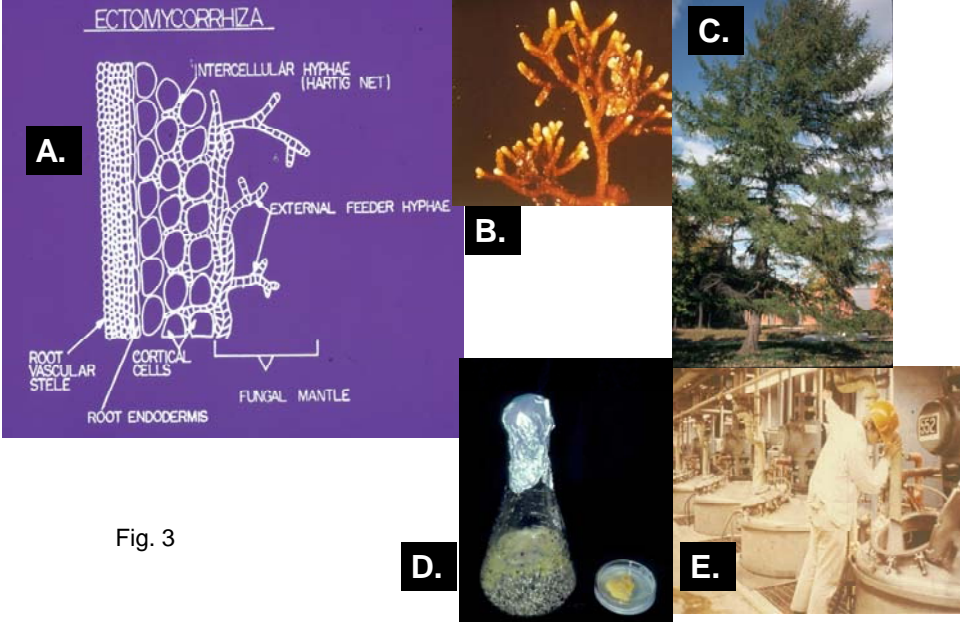 ECTOMYCORRHIZA
A.
INTERCELLULAR HYPHAE
(HARTIG NET)
EXTERNAL FEEDER HYPHAE
ROOT
VASCULAR
STELE
CORTICAL
CELLS
ROOT ENDODERMIS
FUNGAL MANTLE
B.
C.
D.
E.
552
Fig. 3